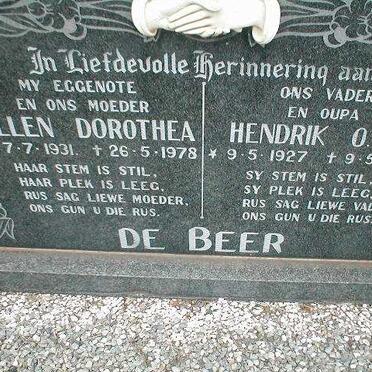 In Liefdevolle Herinnering aan
MY EGGENOTE
EN ONS MOEDER
LLEN DOROTHEA
7·7·1931. ✝ 26·5·1978
HAAR STEM IS STIL,
HAAR PLEK IS LEEG,
RUS SAG LIEWE MOEDER,
ONS GUN U DIE RUS.
ONS VADER
EN OUPA
HENDRIK O.
* 9·5·1927 ✝ 9·5
SY STEM IS STIL,
SY PLEK IS LEEG,
RUS SAG LIEWE VA
ONS GUN U DIE RUS
DE BEER